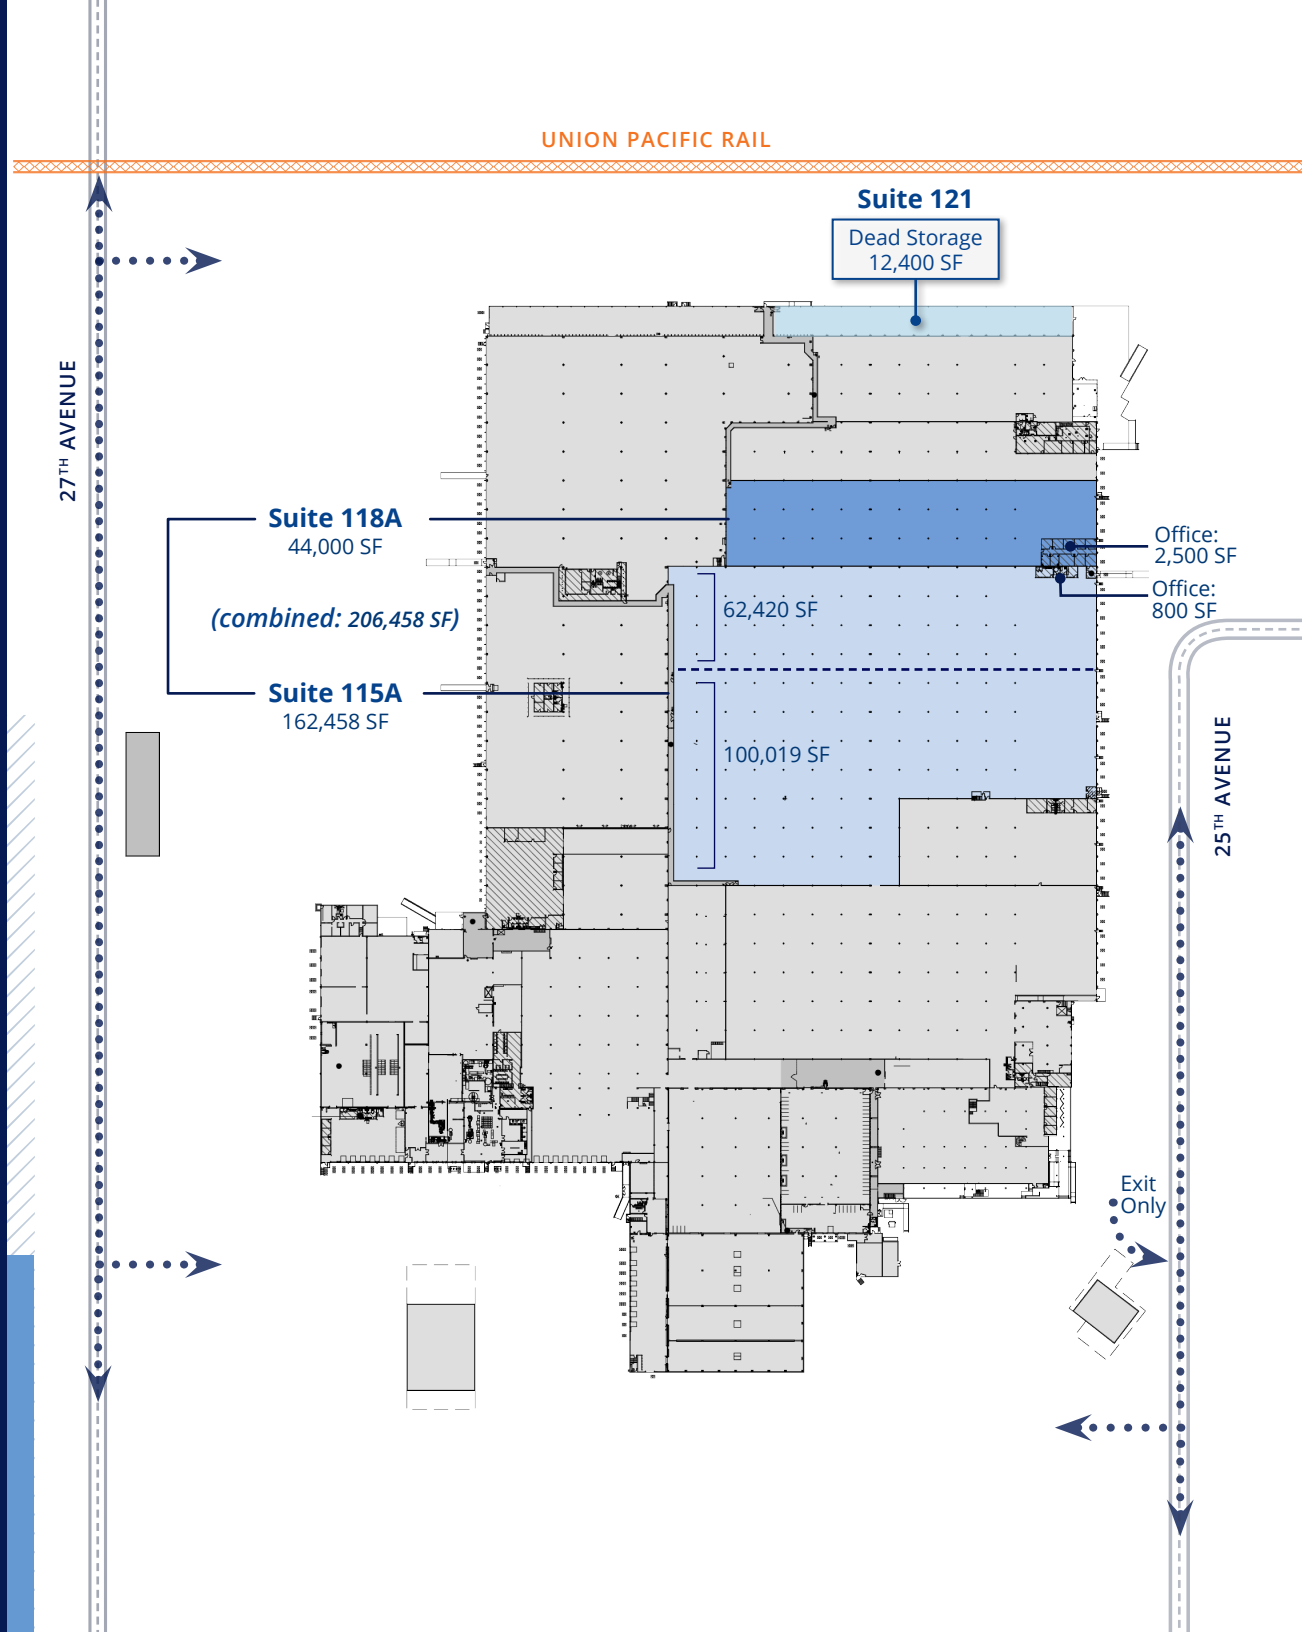 UNION PACIFIC RAIL
Suite 121
Dead Storage
12,400 SF
27TH AVENUE
Suite 118A
44,000 SF
(combined: 206,458 SF)
Suite 115A
162,458 SF
62,420 SF
100,019 SF
Office:
2,500 SF
Office:
800 SF
25TH AVENUE
Exit
Only